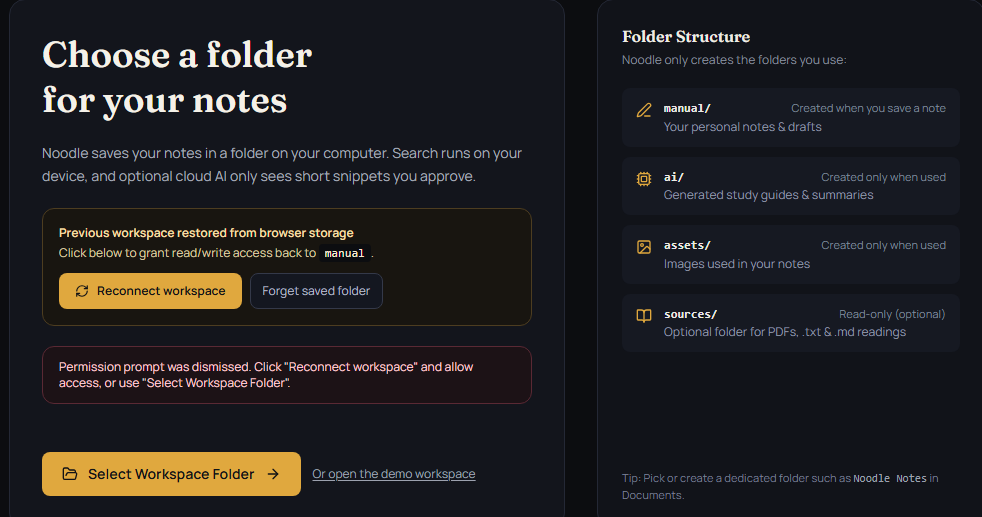 Choose a folder
for your notes
Noodle saves your notes in a folder on your computer. Search runs on your
device, and optional cloud AI only sees short snippets you approve.
Previous workspace restored from browser storage
Click below to grant read/write access back to manual.
Reconnect workspace
Forget saved folder
Permission prompt was dismissed. Click "Reconnect workspace" and allow
access, or use "Select Workspace Folder".
Select Workspace Folder
Or open the demo workspace
Folder Structure
Noodle only creates the folders you use:
manual/ Created when you save a note
Your personal notes & drafts
ai/ Created only when used
Generated study guides & summaries
assets/ Created only when used
Images used in your notes
sources/ Read-only (optional)
Optional folder for PDFs, .txt & .md readings
Tip: Pick or create a dedicated folder such as Noodle Notes in
Documents.